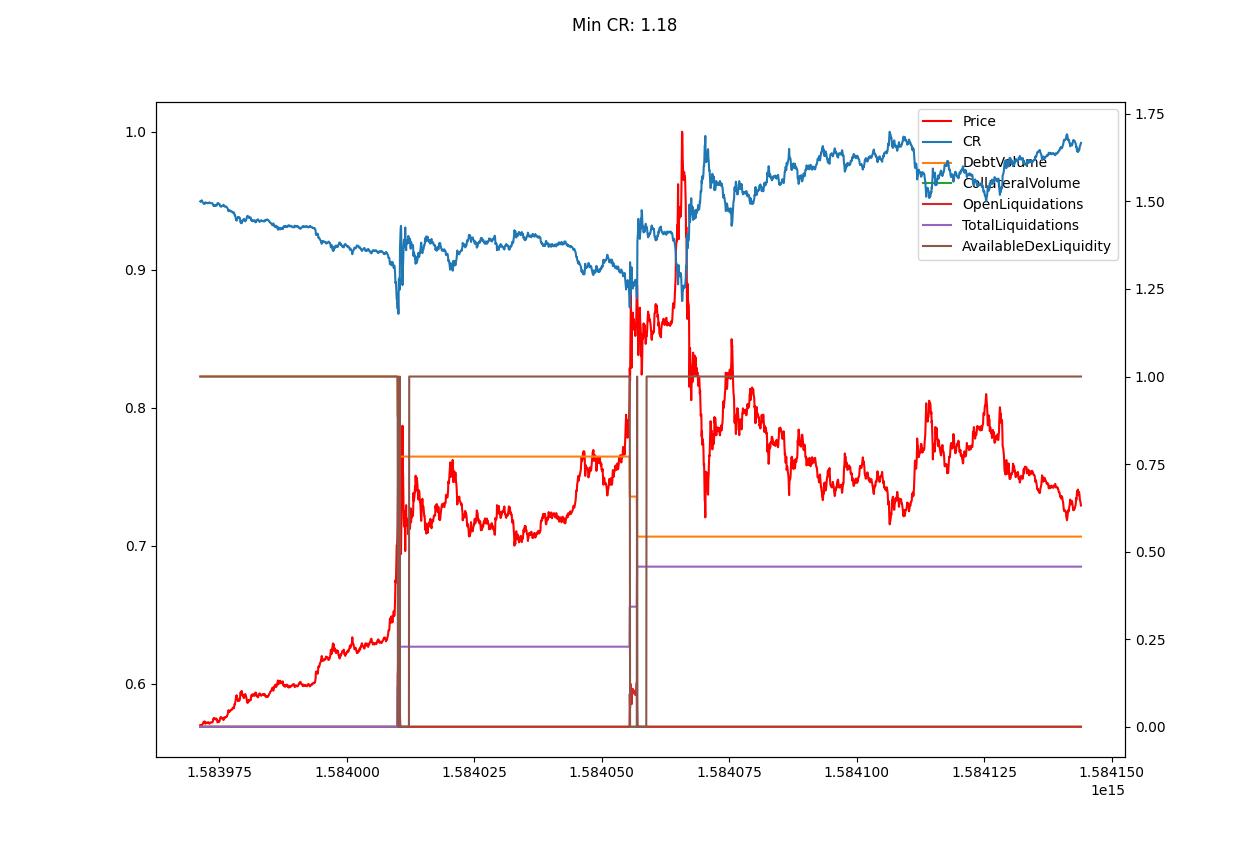 Min CR: 1.18
1.0
0.9
0.8
0.7
0.6
1.75
1.50
1.25
1.00
0.75
0.50
0.25
0.00
Price
CR
DebtVolume
CollateralVolume
OpenLiquidations
TotalLiquidations
AvailableDexLiquidity
1.583975 1.584000 1.584025 1.584050 1.584075 1.584100 1.584125 1.584150
1e15